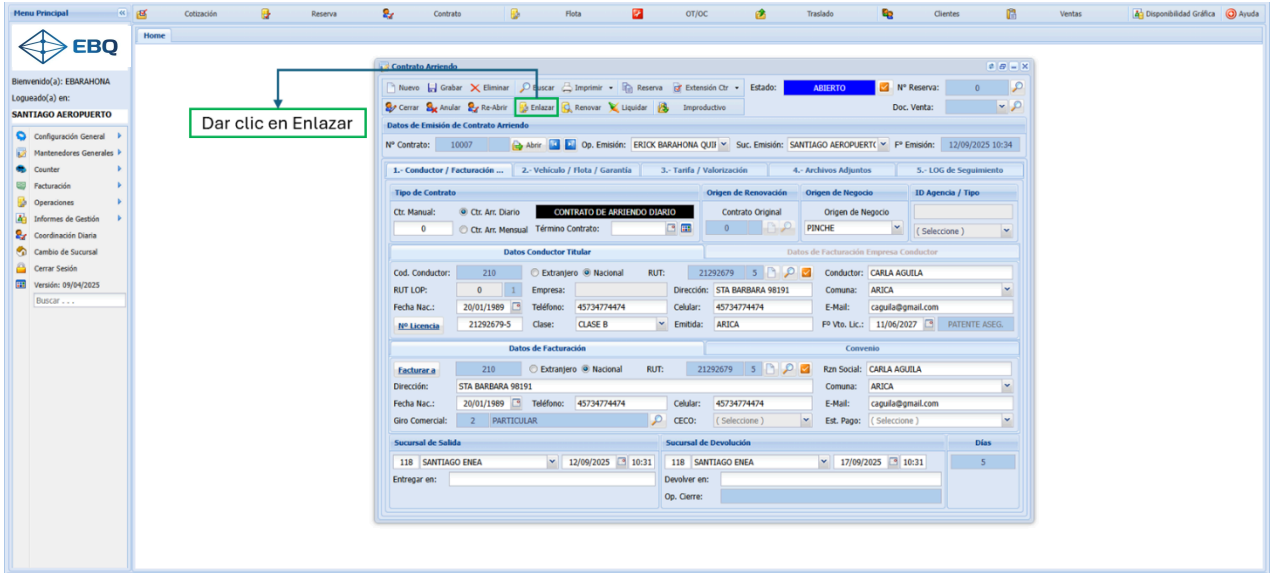 Menu Principal
Cotización Reserva Contrato Flota OT/OC Traslado Clientes Ventas Disponibilidad Gráfica Ayuda
EBQ
Home
Bienvenido(a): EBARAHONA
Logueado(a) en:
SANTIAGO AEROPUERTO
Configuración General
Mantenedores Generales
Counter
Facturación
Operaciones
Informes de Gestión
Coordinación Diaria
Cambio de Sucursal
Cerrar Sesión
Versión: 09/04/2025
Buscar . . .
Dar clic en Enlazar
Contrato Arriendo
Nuevo Grabar Eliminar Buscar Imprimir Reserva Extensión Ctr Estado: ABIERTO Nº Reserva: 0
Cerrar Anular Re-Abrir Enlazar Renovar Liquidar Improductivo Doc. Venta:
Datos de Emisión de Contrato Arriendo
Nº Contrato: 10007 Abrir Op. Emisión: ERICK BARAHONA QUIJ Suc. Emisión: SANTIAGO AEROPUERTO Fº Emisión: 12/09/2025 10:34
1.- Conductor / Facturación ... 2.- Vehículo / Flota / Garantía 3.- Tarifa / Valorización 4.- Archivos Adjuntos 5.- LOG de Seguimiento
Tipo de Contrato Origen de Renovación Origen de Negocio ID Agencia / Tipo
Ctr. Manual: Ctr. Arr. Diario CONTRATO DE ARRIENDO DIARIO Contrato Original Origen de Negocio
0 Ctr. Arr. Mensual Término Contrato: 0 PINCHE ( Seleccione )
Datos Conductor Titular Datos de Facturación Empresa Conductor
Cod. Conductor: 210 Extranjero Nacional RUT: 21292679 5 Conductor: CARLA AGUILA
RUT LOP: 0 1 Empresa: Dirección: STA BARBARA 98191 Comuna: ARICA
Fecha Nac.: 20/01/1989 Teléfono: 45734774474 Celular: 45734774474 E-Mail: caguila@gmail.com
Nº Licencia 21292679-5 Clase: CLASE B Emitida: ARICA Fº Vto. Lic.: 11/06/2027 PATENTE ASEG.
Datos de Facturación Convenio
Facturar a 210 Extranjero Nacional RUT: 21292679 5 Rzn Social: CARLA AGUILA
Dirección: STA BARBARA 98191 Comuna: ARICA
Fecha Nac.: 20/01/1989 Teléfono: 45734774474 Celular: 45734774474 E-Mail: caguila@gmail.com
Giro Comercial: 2 PARTICULAR CECO: ( Seleccione ) Est. Pago: ( Seleccione )
Sucursal de Salida Sucursal de Devolución Días
118 SANTIAGO ENEA 12/09/2025 10:31 118 SANTIAGO ENEA 17/09/2025 10:31 5
Entregar en: Devolver en:
Op. Cierre: